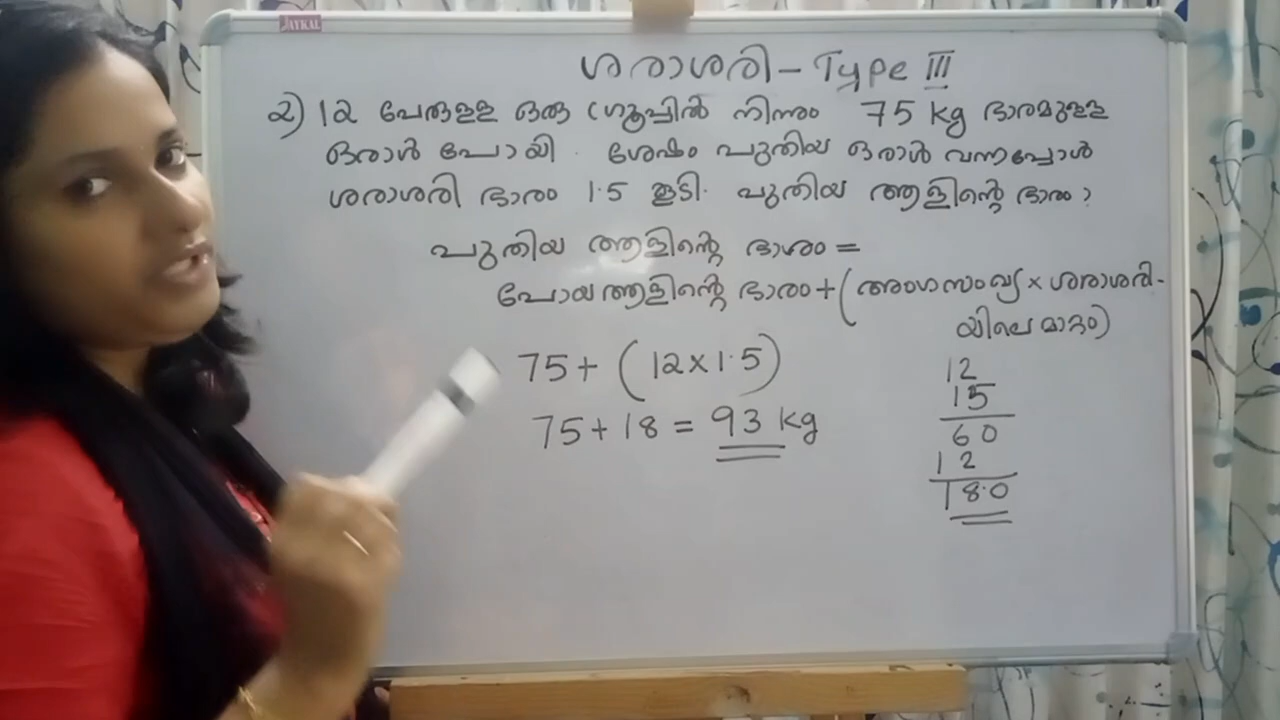 JAYKAL
ശരാശരി - Type III
2) 12 പേരുള്ള ഒരു ഗ്രൂപ്പിൽ നിന്നും 75 kg ഭാരമുള്ള
ഒരാൾ പോയി. ശേഷം പുതിയ ഒരാൾ വന്നപ്പോൾ
ശരാശരി ഭാരം 1.5 കൂടി. പുതിയ ആളിന്റെ ഭാരം?
പുതിയ ആളിന്റെ ഭാരം =
പോയ ആളിന്റെ ഭാരം + (അംഗസംഖ്യ × ശരാശരി-
യിലെ മാറ്റം)
75 + (12 × 1.5)
75 + 18 = 93 kg
12
15
60
12
18.0